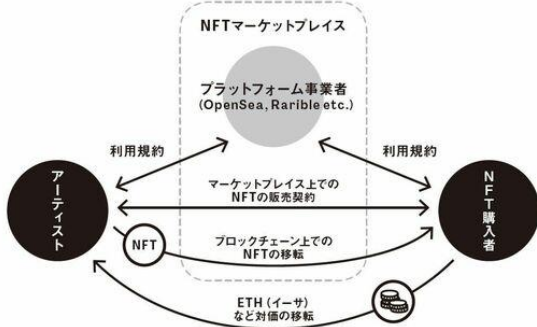 NFTマーケットプレイス
プラットフォーム事業者
(OpenSea, Rarible etc.)
利用規約
利用規約
アーティスト
マーケットプレイス上での
NFTの販売契約
NFT購入者
NFT
ブロックチェーン上での
NFTの移転
ETH（イーサ）
など対価の移転